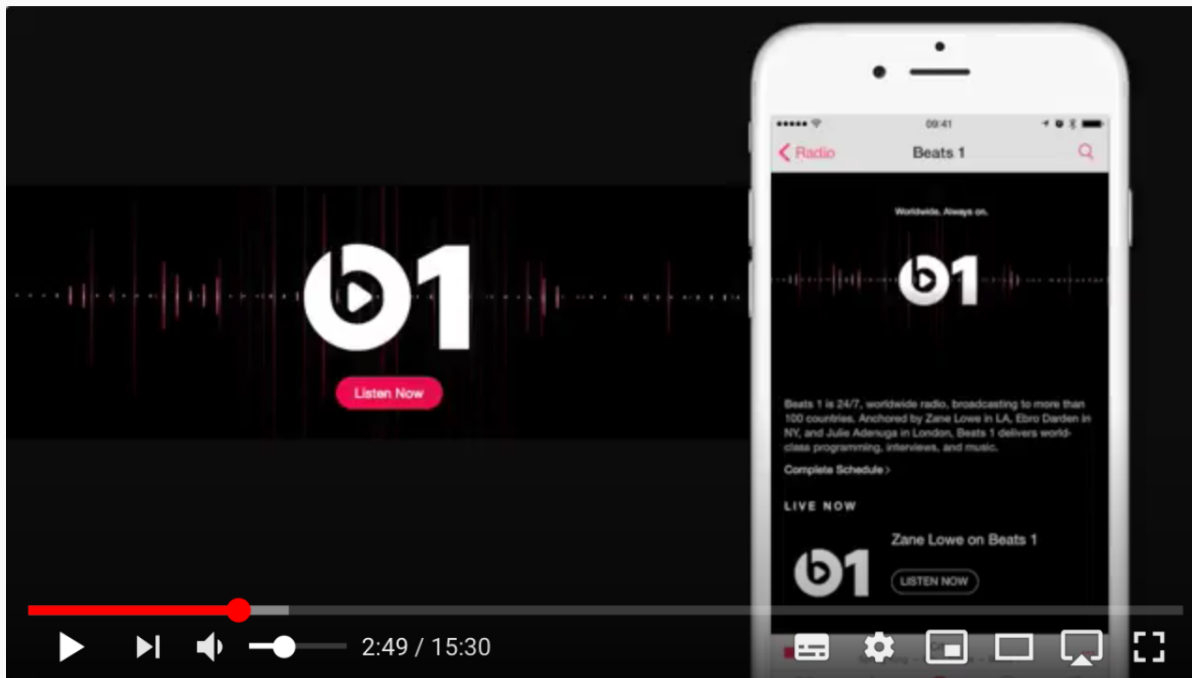 b1
Listen Now
09:41
Radio
Beats 1
Worldwide. Always on.
b1
Beats 1 is 24/7, worldwide radio, broadcasting to more than
100 countries. Anchored by Zane Lowe in LA, Ebro Darden in
NY, and Julie Adenuga in London, Beats 1 delivers world-
class programming, interviews, and music.
Complete Schedule >
LIVE NOW
b1
Zane Lowe on Beats 1
LISTEN NOW
2:49 / 15:30